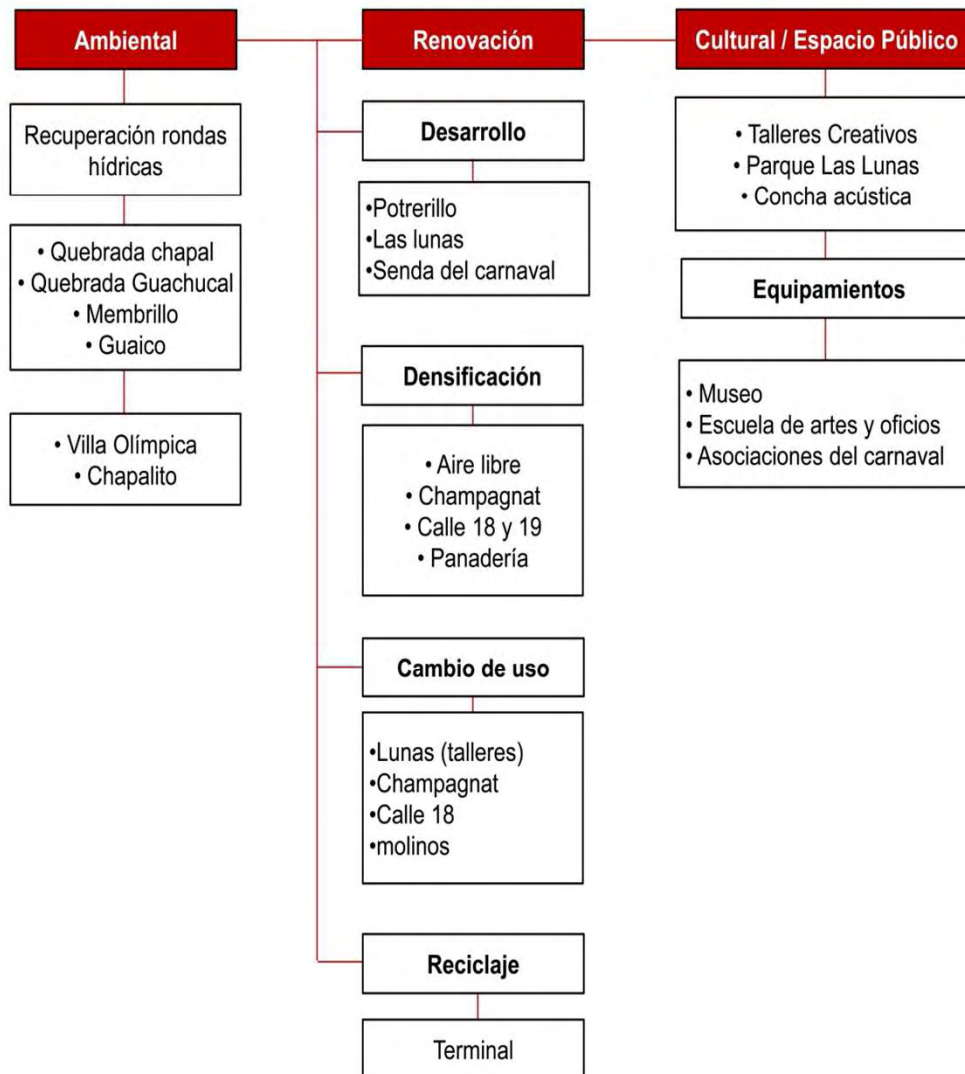 Ambiental
Recuperación rondas
hídricas
• Quebrada chapal
• Quebrada Guachucal
• Membrillo
• Guaico
• Villa Olímpica
• Chapalito
Renovación
Desarrollo
•Potrerillo
•Las lunas
•Senda del carnaval
Densificación
• Aire libre
• Champagnat
• Calle 18 y 19
• Panadería
Cambio de uso
•Lunas (talleres)
•Champagnat
•Calle 18
•molinos
Reciclaje
Terminal
Cultural / Espacio Público
• Talleres Creativos
• Parque Las Lunas
• Concha acústica
Equipamientos
• Museo
• Escuela de artes y oficios
• Asociaciones del carnaval